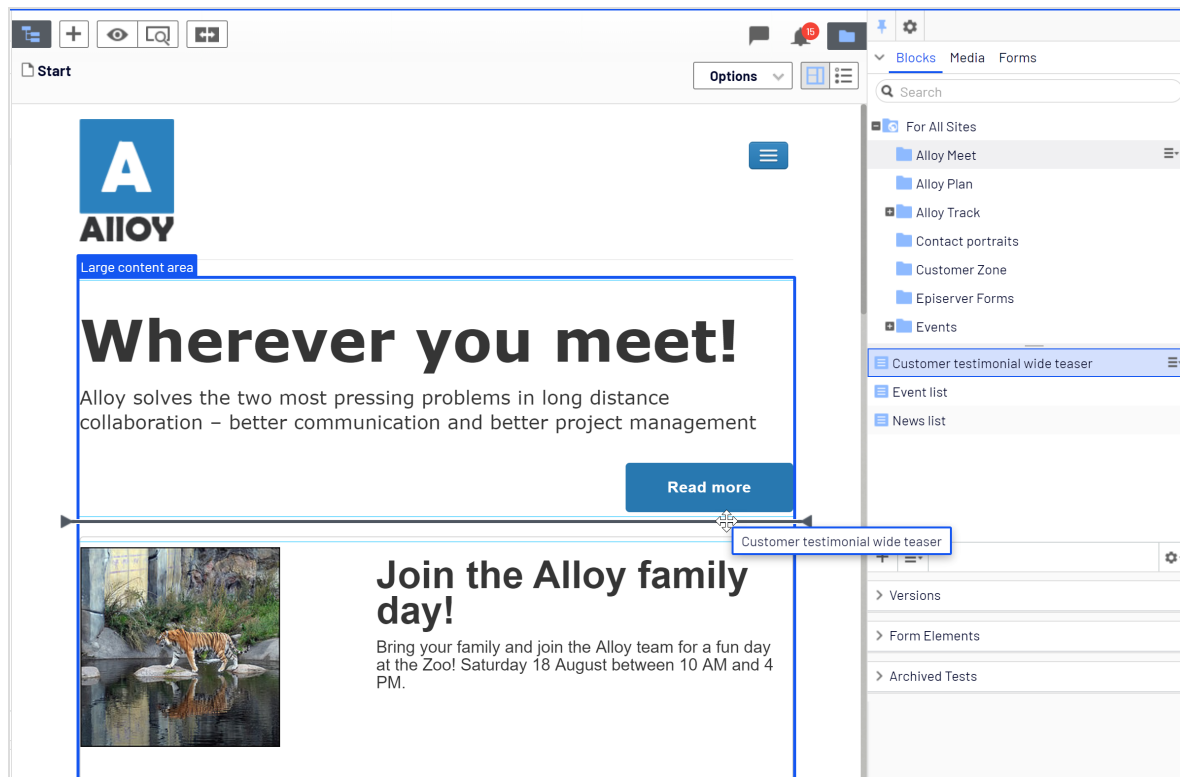 15
Start
Options
A
Alloy
Large content area
Wherever you meet!
Alloy solves the two most pressing problems in long distance
collaboration – better communication and better project management
Read more
Customer testimonial wide teaser
Join the Alloy family
day!
Bring your family and join the Alloy team for a fun day
at the Zoo! Saturday 18 August between 10 AM and 4
PM.
Blocks Media Forms
Search
For All Sites
Alloy Meet
Alloy Plan
Alloy Track
Contact portraits
Customer Zone
Episerver Forms
Events
Customer testimonial wide teaser
Event list
News list
Versions
Form Elements
Archived Tests